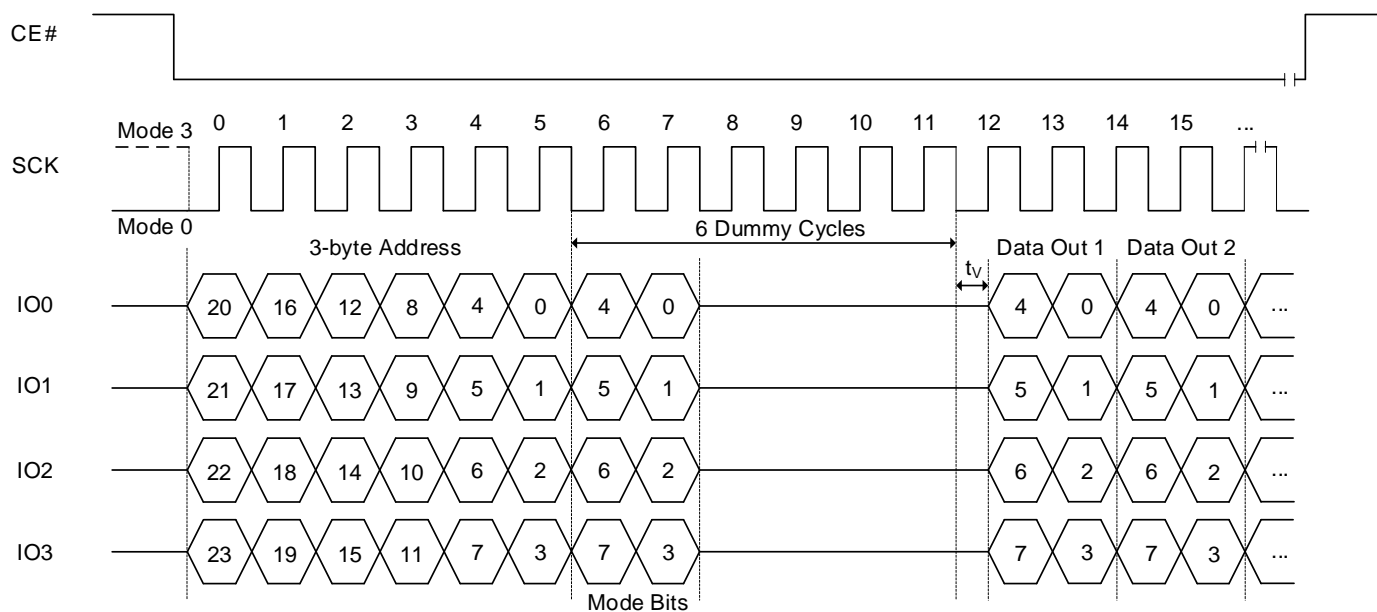 CE#
0 1 2 3 4 5 6 7 8 9 10 11 12 13 14 15 ...
Mode 3
SCK
Mode 0
6 Dummy Cycles
3-byte Address
Data Out 1 Data Out 2
tV
IO0 20 16 12 8 4 0 4 0 4 0 4 0 ...
IO1 21 17 13 9 5 1 5 1 5 1 5 1 ...
IO2 22 18 14 10 6 2 6 2 6 2 6 2 ...
IO3 23 19 15 11 7 3 7 3 7 3 7 3 ...
Mode Bits